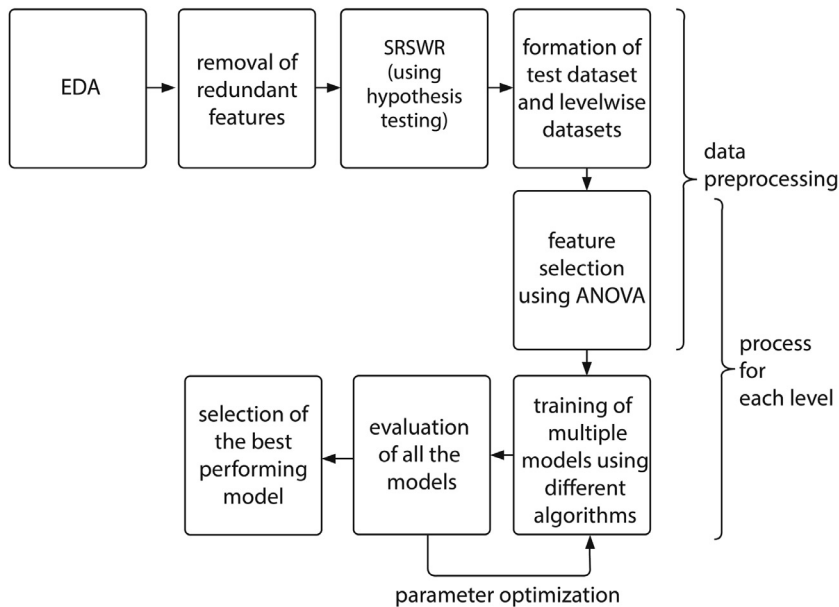 EDA
removal of
redundant
features
SRSWR
(using
hypothesis
testing)
formation of
test dataset
and levelwise
datasets
data
preprocessing
feature
selection
using ANOVA
process
for
each level
training of
multiple
models using
different
algorithms
evaluation
of all the
models
selection of
the best
performing
model
parameter optimization